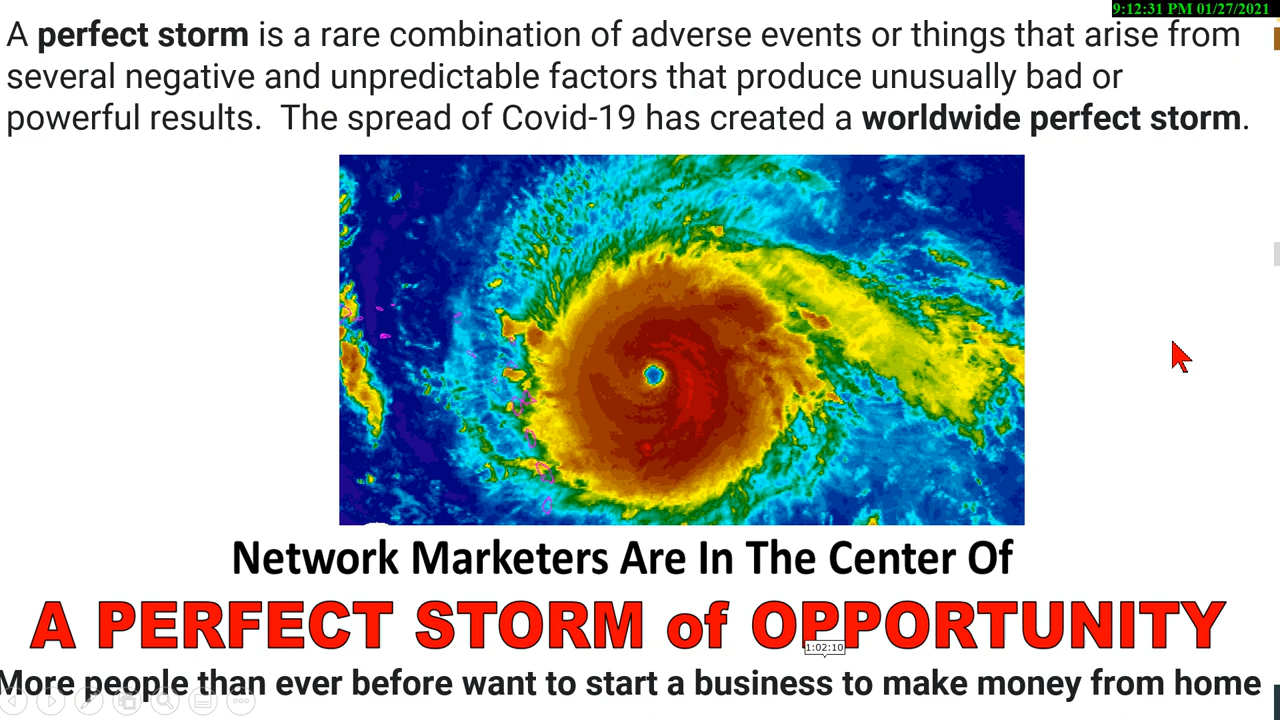 9:12:31 PM 01/27/2021
A perfect storm is a rare combination of adverse events or things that arise from
several negative and unpredictable factors that produce unusually bad or
powerful results.  The spread of Covid-19 has created a worldwide perfect storm.
Network Marketers Are In The Center Of
A PERFECT STORM of OPPORTUNITY
1:02:10
More people than ever before want to start a business to make money from home